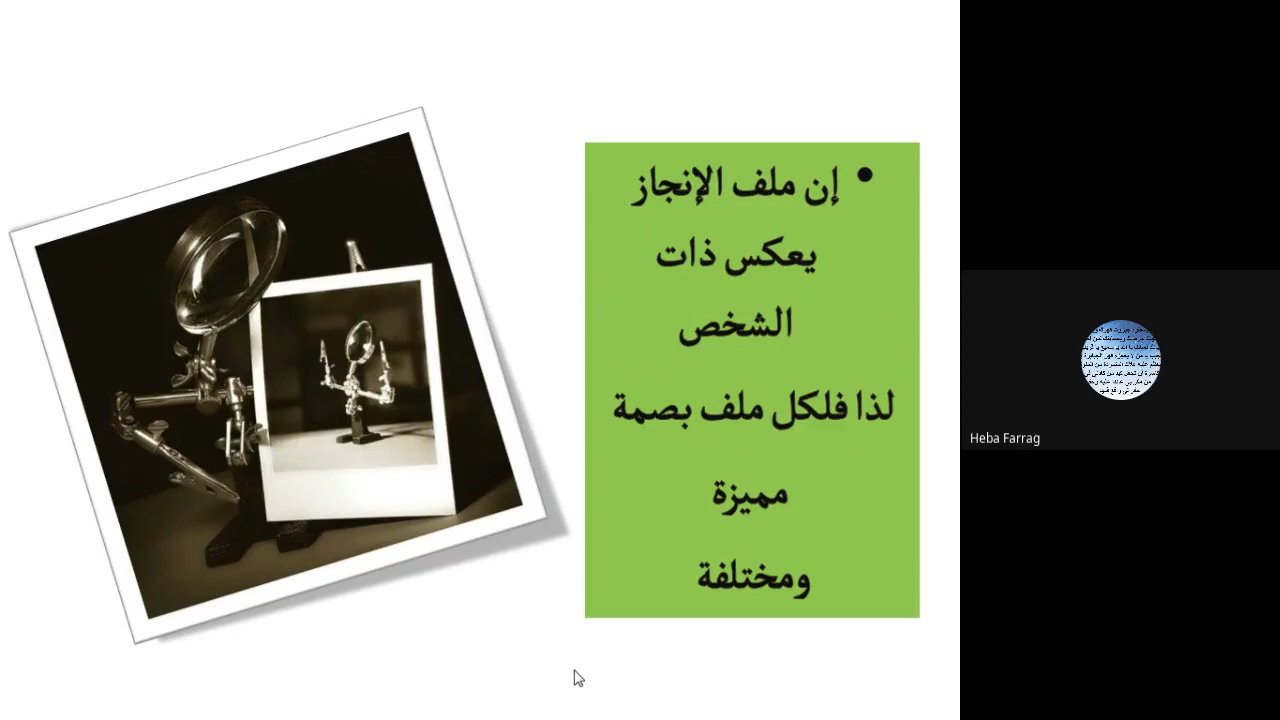 • إن ملف الإنجاز
يعكس ذات
الشخص
لذا فلكل ملف بصمة
مميزة
ومختلفة
Heba Farrag